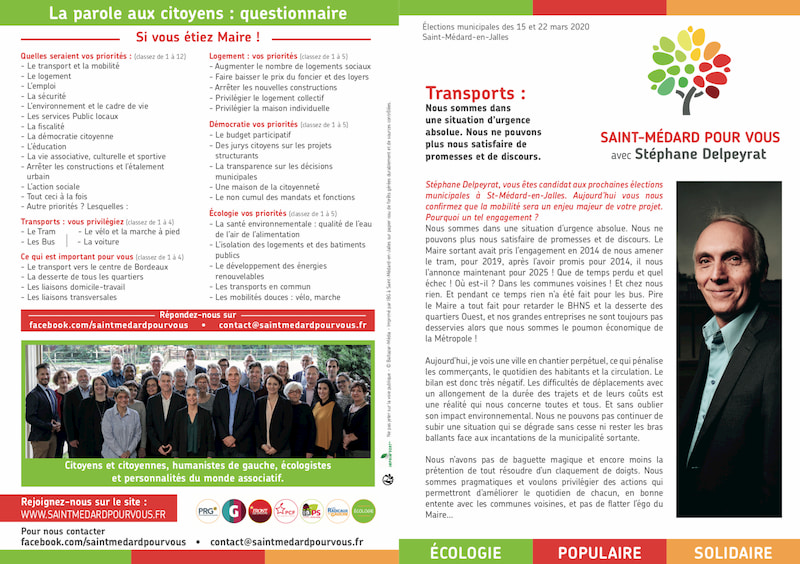 La parole aux citoyens : questionnaire
Si vous étiez Maire !
Quelles seraient vos priorités : (classez de 1 à 12)
- Le transport et la mobilité
- Le logement
- L'emploi
- La sécurité
- L'environnement et le cadre de vie
- Les services Public locaux
- La fiscalité
- La démocratie citoyenne
- L'éducation
- La vie associative, culturelle et sportive
- Arrêter les constructions et l'étalement
urbain
- L'action sociale
- Tout ceci à la fois
- Autre priorités ? Lesquelles :
Transports : vous privilégiez (classez de 1 à 4)
- Le Tram
- Le vélo et la marche à pied
- Les Bus
- La voiture
Ce qui est important pour vous (classez de 1 à 4)
- Le transport vers le centre de Bordeaux
- La desserte de tous les quartiers
- Les liaisons domicile-travail
- Les liaisons transversales
Logement : vos priorités (classez de 1 à 5)
- Augmenter le nombre de logements sociaux
- Faire baisser le prix du foncier et des loyers
- Arrêter les nouvelles constructions
- Privilégier le logement collectif
- Privilégier la maison individuelle
Démocratie vos priorités (classez de 1 à 5)
- Le budget participatif
- Des jurys citoyens sur les projets
structurants
- La transparence sur les décisions
municipales
- Une maison de la citoyenneté
- Le non cumul des mandats et fonctions
Écologie vos priorités (classez de 1 à 5)
- La santé environnementale : qualité de l'eau
de l'air de l'alimentation
- L'isolation des logements et des batiments
publics
- Le développement des énergies
renouvelables
- Les transports en commun
- Les mobilités douces : vélo, marche
Répondez-nous sur
facebook.com/saintmedardpourvous • contact@saintmedardpourvous.fr
Citoyens et citoyennes, humanistes de gauche, écologistes
et personnalités du monde associatif.
Rejoignez-nous sur le site :
WWW.SAINTMEDARDPOURVOUS.FR
PRG
G
PCF
ÉCOLOGIE
Pour nous contacter
facebook.com/saintmedardpourvous • contact@saintmedardpourvous.fr
Élections municipales des 15 et 22 mars 2020
Saint-Médard-en-Jalles
Transports :
Nous sommes dans
une situation d'urgence
absolue. Nous ne pouvons
plus nous satisfaire de
promesses et de discours.
SAINT-MÉDARD POUR VOUS
avec Stéphane Delpeyrat
Stéphane Delpeyrat, vous êtes candidat aux prochaines élections
municipales à St-Médard-en-Jalles. Aujourd'hui vous nous
confirmez que la mobilité sera un enjeu majeur de votre projet.
Pourquoi un tel engagement ?
Nous sommes dans une situation d'urgence absolue. Nous ne
pouvons plus nous satisfaire de promesses et de discours. Le
Maire sortant avait pris l'engagement en 2014 de nous amener
le tram, pour 2019, après l'avoir promis pour 2014, il nous
l'annonce maintenant pour 2025 ! Que de temps perdu et quel
échec ! Où est-il ? Dans les communes voisines ! Et chez nous
rien. Et pendant ce temps rien n'a été fait pour les bus. Pire
le Maire a tout fait pour retarder le BHNS et la desserte des
quartiers Ouest, et nos grandes entreprises ne sont toujours pas
desservies alors que nous sommes le poumon économique de
la Métropole !
Aujourd'hui, je vois une ville en chantier perpétuel, ce qui pénalise
les commerçants, le quotidien des habitants et la circulation. Le
bilan est donc très négatif. Les difficultés de déplacements avec
un allongement de la durée des trajets et de leurs coûts est
une réalité qui nous concerne toutes et tous. Et sans oublier
son impact environnemental. Nous ne pouvons pas continuer de
subir une situation qui se dégrade sans cesse ni rester les bras
ballants face aux incantations de la municipalité sortante.
Nous n'avons pas de baguette magique et encore moins la
prétention de tout résoudre d'un claquement de doigts. Nous
sommes pragmatiques et voulons privilégier des actions qui
permettront d'améliorer le quotidien de chacun, en bonne
entente avec les communes voisines, et pas de flatter l'égo du
Maire...
ÉCOLOGIE
POPULAIRE
SOLIDAIRE